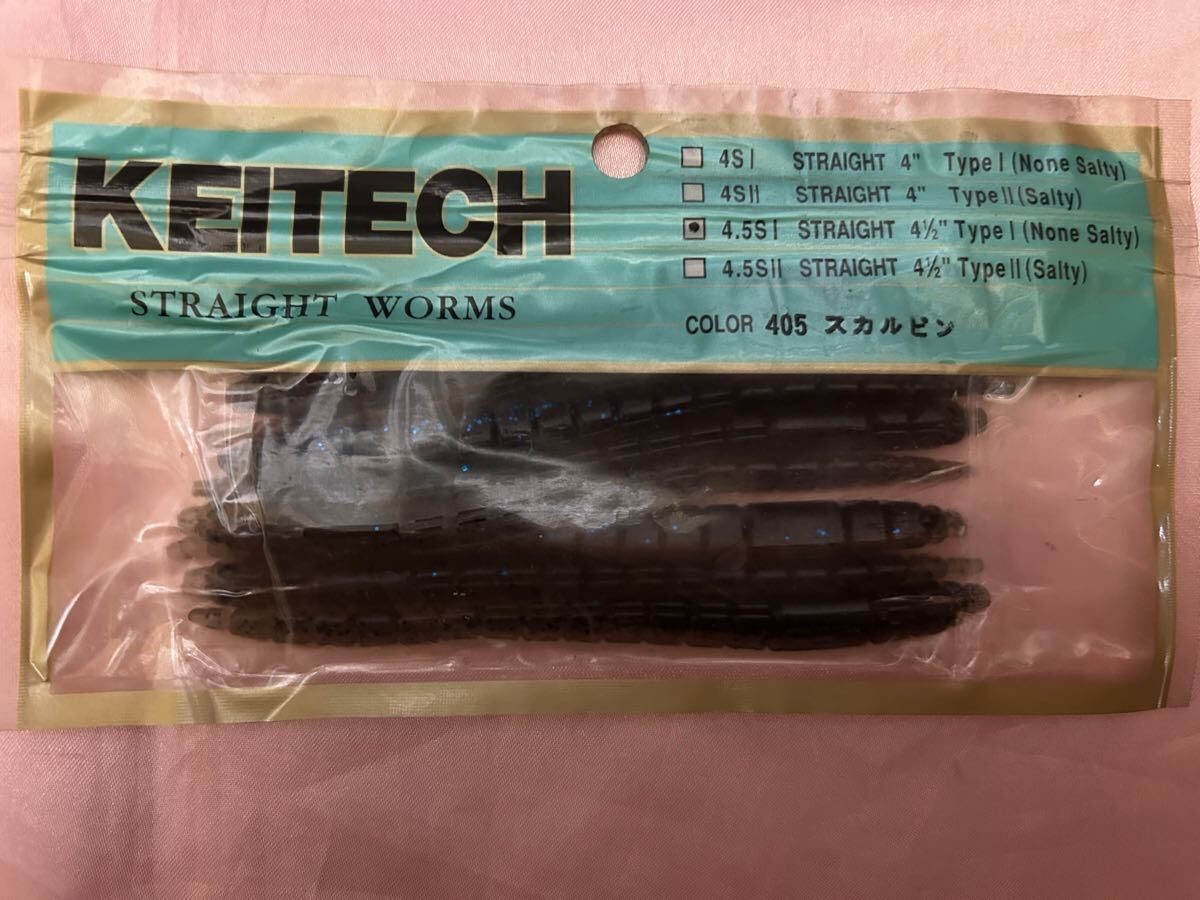 KEITECH
STRAIGHT WORMS
4S I STRAIGHT 4" Type I (None Salty)
4S II STRAIGHT 4" Type II (Salty)
4.5S I STRAIGHT 4½" Type I (None Salty)
4.5S II STRAIGHT 4½" Type II (Salty)
COLOR 405 スカルピン